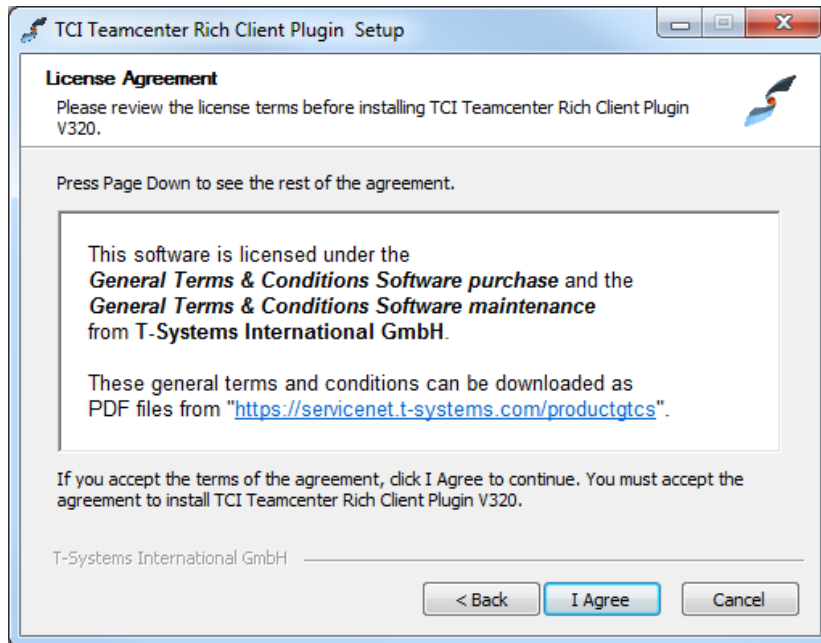 TCI Teamcenter Rich Client Plugin  Setup
License Agreement
Please review the license terms before installing TCI Teamcenter Rich Client Plugin
V320.
Press Page Down to see the rest of the agreement.
This software is licensed under the
General Terms & Conditions Software purchase and the
General Terms & Conditions Software maintenance
from T-Systems International GmbH.
These general terms and conditions can be downloaded as
PDF files from "https://servicenet.t-systems.com/productgtcs".
If you accept the terms of the agreement, click I Agree to continue. You must accept the
agreement to install TCI Teamcenter Rich Client Plugin V320.
T-Systems International GmbH
< Back I Agree Cancel